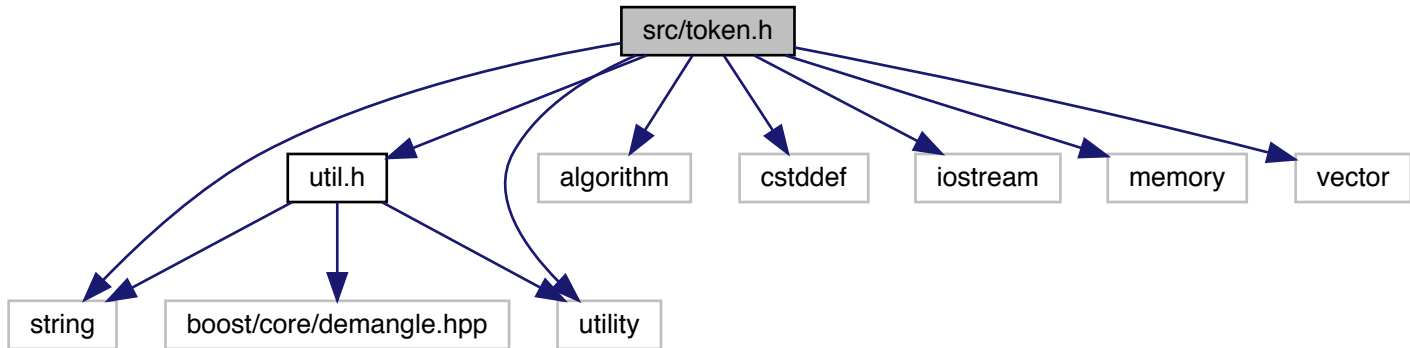 src/token.h
util.h
algorithm
cstddef
iostream
memory
vector
string
boost/core/demangle.hpp
utility